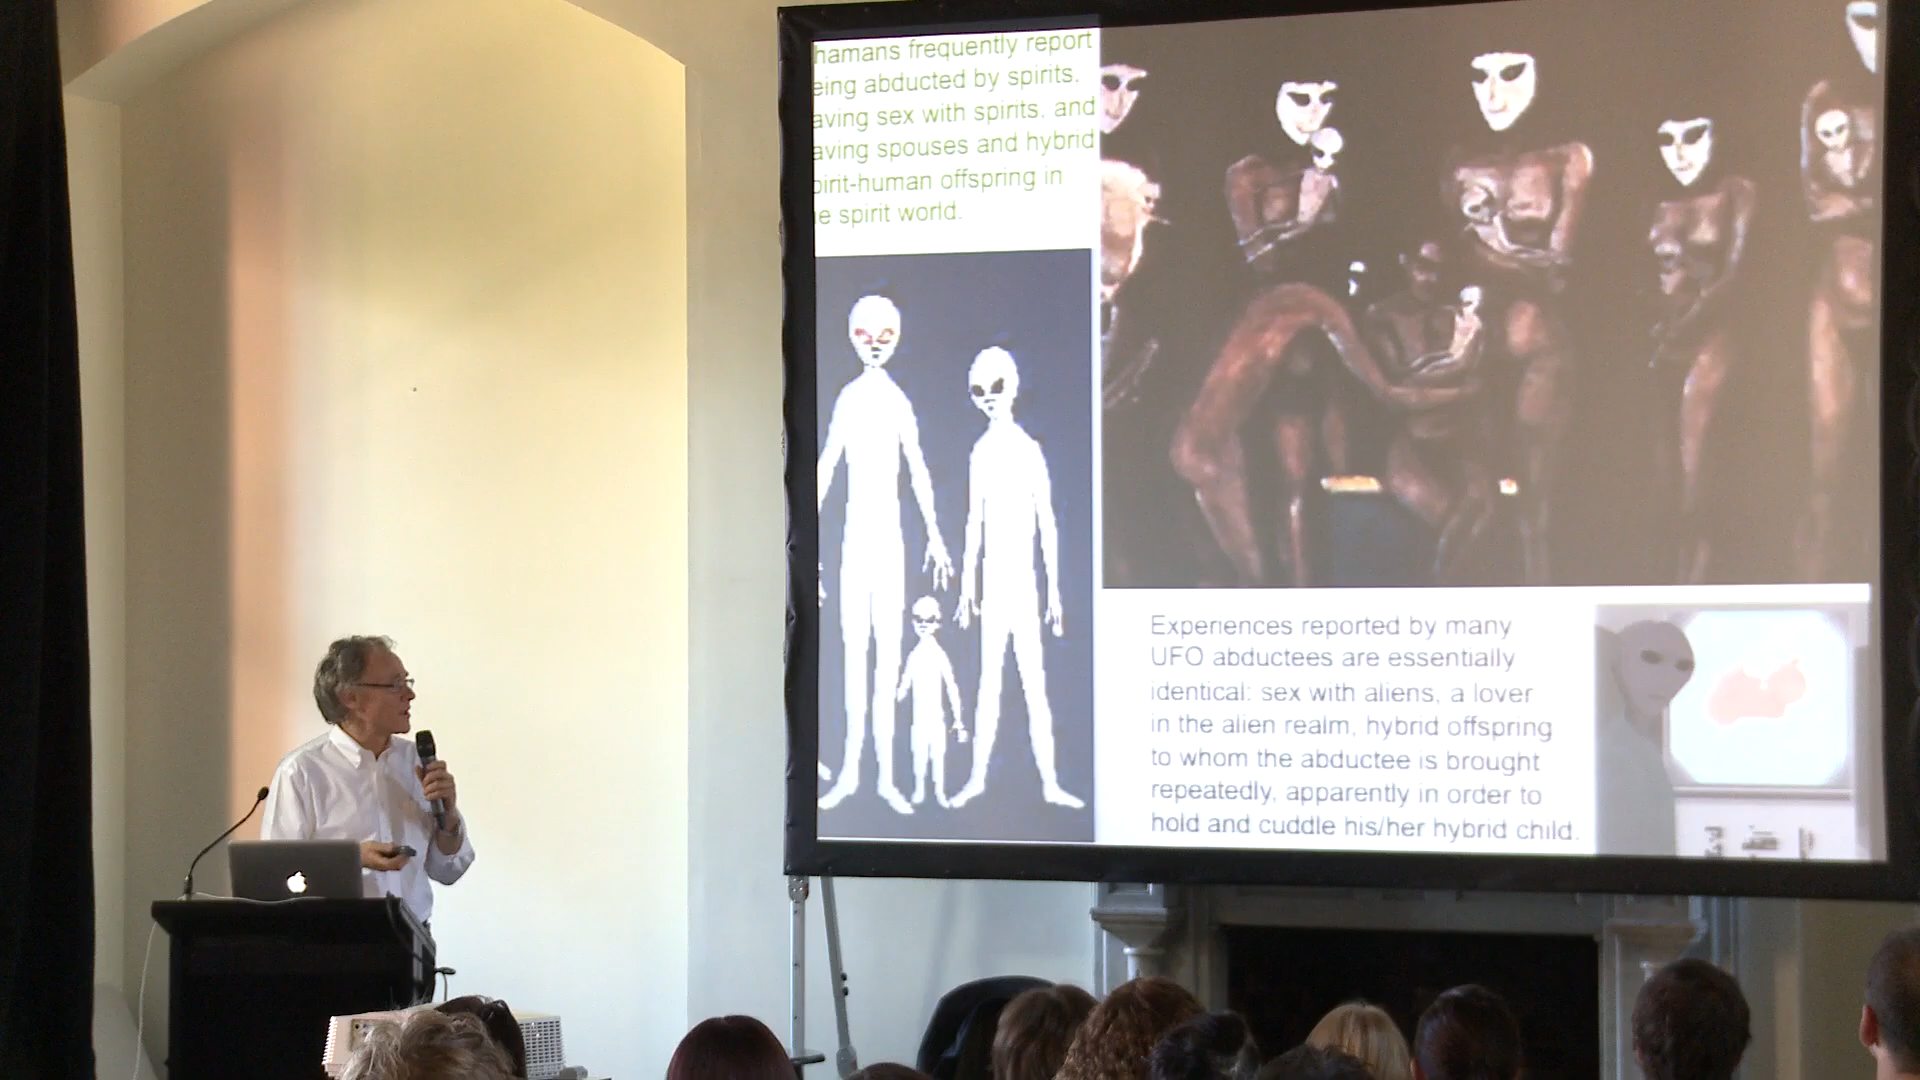 hamans frequently report
eing abducted by spirits.
aving sex with spirits, and
aving spouses and hybrid
pirit-human offspring in
e spirit world.
Experiences reported by many
UFO abductees are essentially
identical: sex with aliens, a lover
in the alien realm, hybrid offspring
to whom the abductee is brought
repeatedly, apparently in order to
hold and cuddle his/her hybrid child.